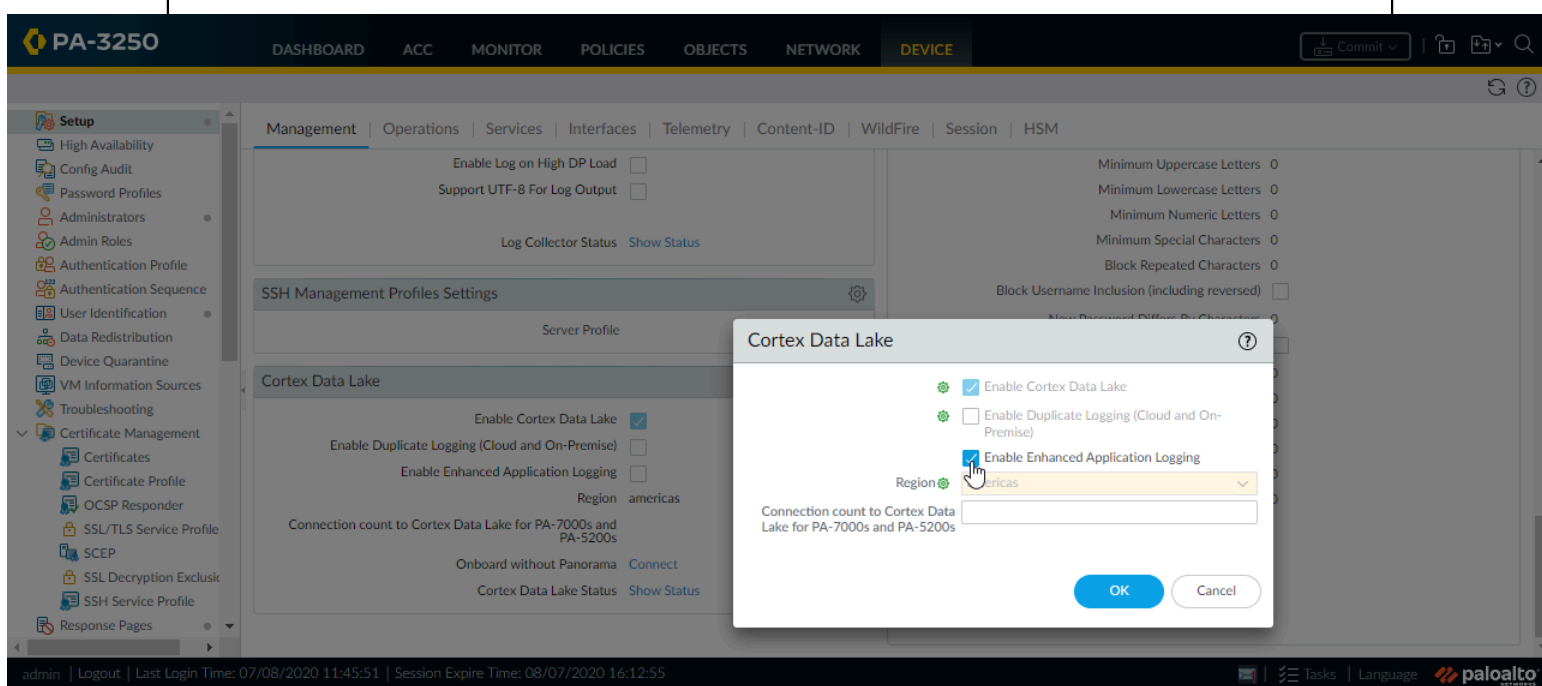 PA-3250
DASHBOARD ACC MONITOR POLICIES OBJECTS NETWORK DEVICE
Commit
Setup
High Availability
Config Audit
Password Profiles
Administrators
Admin Roles
Authentication Profile
Authentication Sequence
User Identification
Data Redistribution
Device Quarantine
VM Information Sources
Troubleshooting
Certificate Management
Certificates
Certificate Profile
OCSP Responder
SSL/TLS Service Profile
SCEP
SSL Decryption Exclusio
SSH Service Profile
Response Pages
Management | Operations | Services | Interfaces | Telemetry | Content-ID | WildFire | Session | HSM
Enable Log on High DP Load
Support UTF-8 For Log Output
Log Collector Status Show Status
SSH Management Profiles Settings
Server Profile
Cortex Data Lake
Enable Cortex Data Lake
Enable Duplicate Logging (Cloud and On-Premise)
Enable Enhanced Application Logging
Region americas
Connection count to Cortex Data Lake for PA-7000s and
PA-5200s
Onboard without Panorama Connect
Cortex Data Lake Status Show Status
Minimum Uppercase Letters 0
Minimum Lowercase Letters 0
Minimum Numeric Letters 0
Minimum Special Characters 0
Block Repeated Characters 0
Block Username Inclusion (including reversed)
New Password Differs By Characters 0
Cortex Data Lake
Enable Cortex Data Lake
Enable Duplicate Logging (Cloud and On-
Premise)
Enable Enhanced Application Logging
Region americas
Connection count to Cortex Data
Lake for PA-7000s and PA-5200s
OK Cancel
admin | Logout | Last Login Time: 07/08/2020 11:45:51 | Session Expire Time: 08/07/2020 16:12:55
Tasks | Language paloalto
NETWORKS